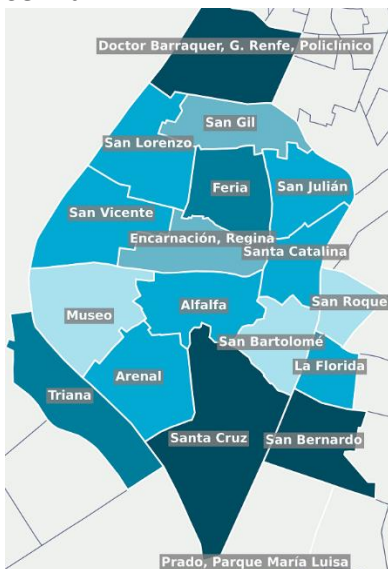 Doctor Barraquer, G. Renfe, Policlínico
San Gil
San Lorenzo
Feria
San Julián
San Vicente
Encarnación, Regina
Santa Catalina
San Roque
Museo
Alfalfa
San Bartolomé
La Florida
Arenal
Triana
Santa Cruz
San Bernardo
Prado, Parque María Luisa